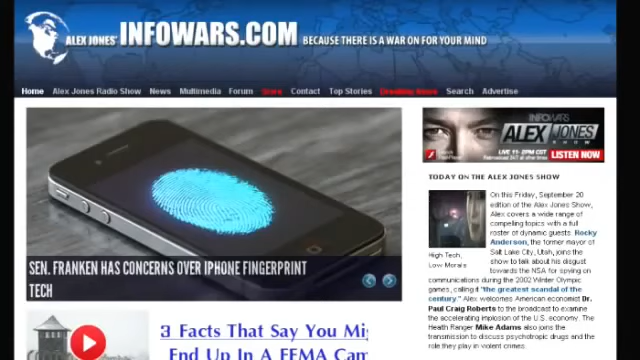 ALEX JONES' INFOWARS.COM BECAUSE THERE IS A WAR ON FOR YOUR MIND
Home Alex Jones Radio Show News Multimedia Forum Store Contact Top Stories Breaking News Search Advertise
INFOWARS
ALEX JONES
SHOW
LIVE 11-2PM CST
LISTEN NOW
SEN. FRANKEN HAS CONCERNS OVER IPHONE FINGERPRINT
TECH
TODAY ON THE ALEX JONES SHOW
High Tech,
Low Morals
On this Friday, September 20
edition of the Alex Jones Show,
Alex covers a wide range of
compelling topics with a full
roster of dynamic guests. Rocky
Anderson, the former mayor of
Salt Lake City, Utah, joins the
show to talk about his disgust
towards the NSA for spying on
communications during the 2002 Winter Olympic
games, calling it "the greatest scandal of the
century." Alex welcomes American economist Dr.
Paul Craig Roberts to the broadcast to examine
the accelerating implosion of the U.S. economy. The
Heath Ranger Mike Adams also joins the
transmission to discuss psychotropic drugs and the
role they play in violent crimes.
3 Facts That Say You Mi
End Up In A FEMA Cam